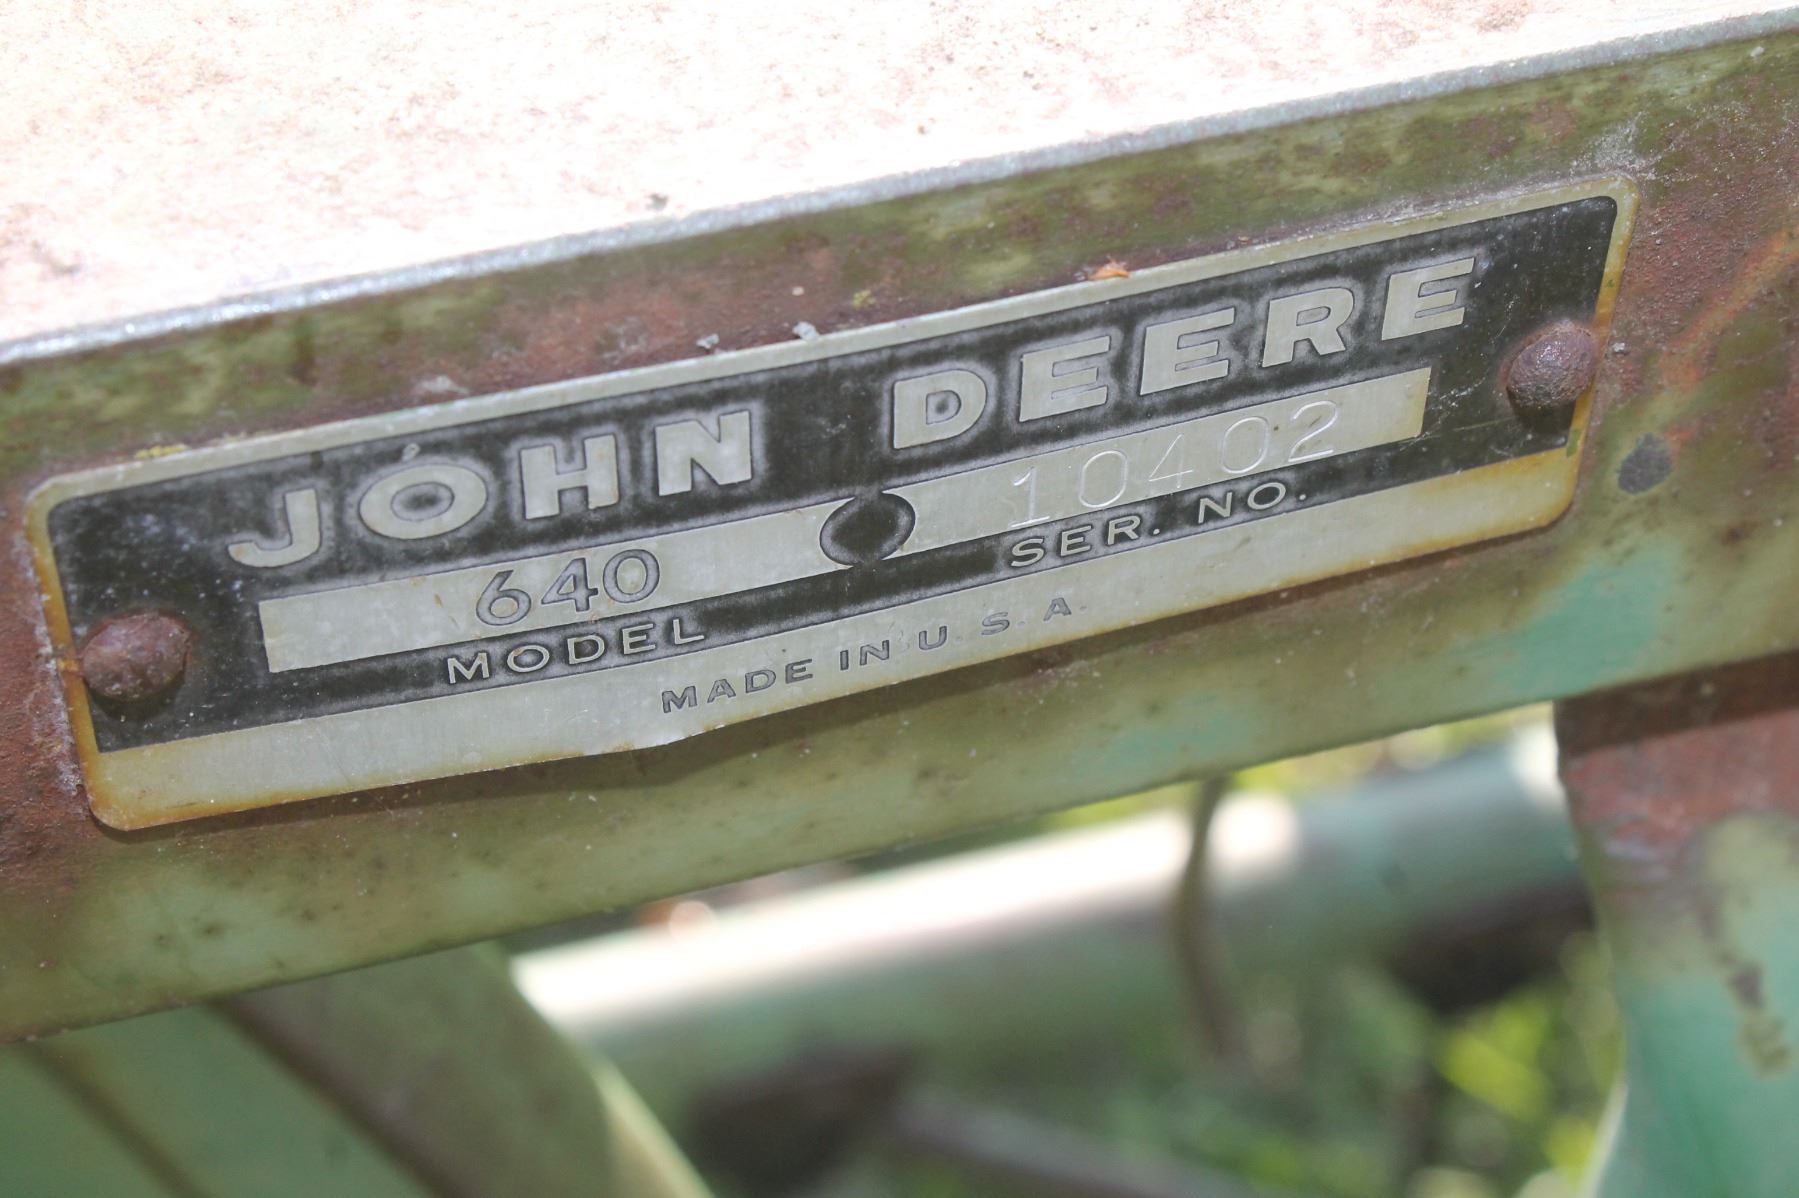 JOHN DEERE
640 10402
MODEL SER. NO.
MADE IN U.S.A.